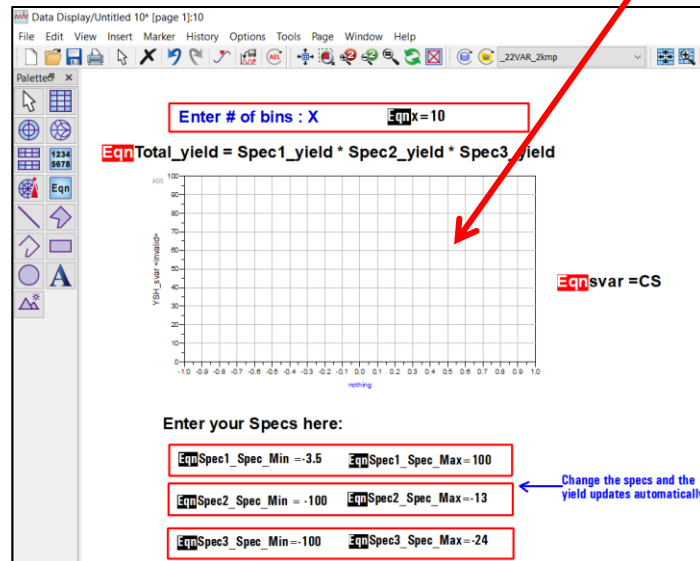 Data Display/Untitled 10* [page 1]:10
File Edit View Insert Marker History Options Tools Page Window Help
AEL _22VAR_2kmp
Palette
1234
5678
Eqn
A
Enter # of bins : X Eqn x=10
Eqn Total_yield = Spec1_yield * Spec2_yield * Spec3_yield
ADS
100
90
80
70
60
50
40
30
20
10
0
YSH_svar <invalid>
-1.0 -0.9 -0.8 -0.7 -0.6 -0.5 -0.4 -0.3 -0.2 -0.1 0.0 0.1 0.2 0.3 0.4 0.5 0.6 0.7 0.8 0.9 1.0
nothing
Eqn svar =CS
Enter your Specs here:
Eqn Spec1_Spec_Min =-3.5 Eqn Spec1_Spec_Max=100
Eqn Spec2_Spec_Min = -100 Eqn Spec2_Spec_Max=-13
Eqn Spec3_Spec_Min=-100 Eqn Spec3_Spec_Max=-24
Change the specs and the
yield updates automatically